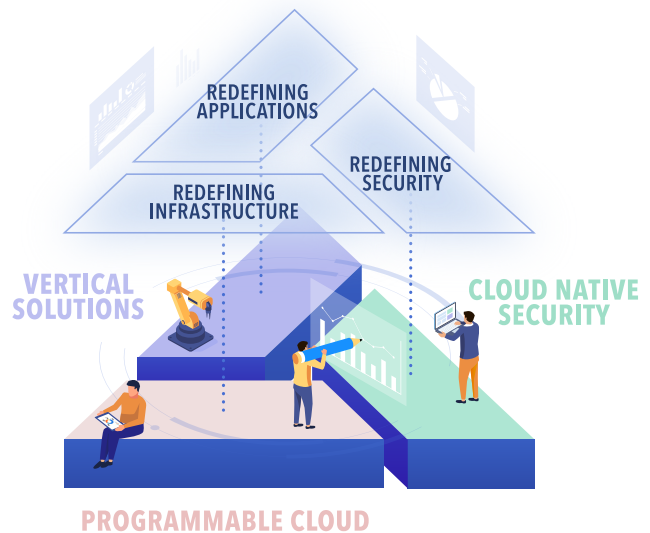 REDEFINING
APPLICATIONS
REDEFINING
SECURITY
REDEFINING
INFRASTRUCTURE
VERTICAL
SOLUTIONS
CLOUD NATIVE
SECURITY
PROGRAMMABLE CLOUD